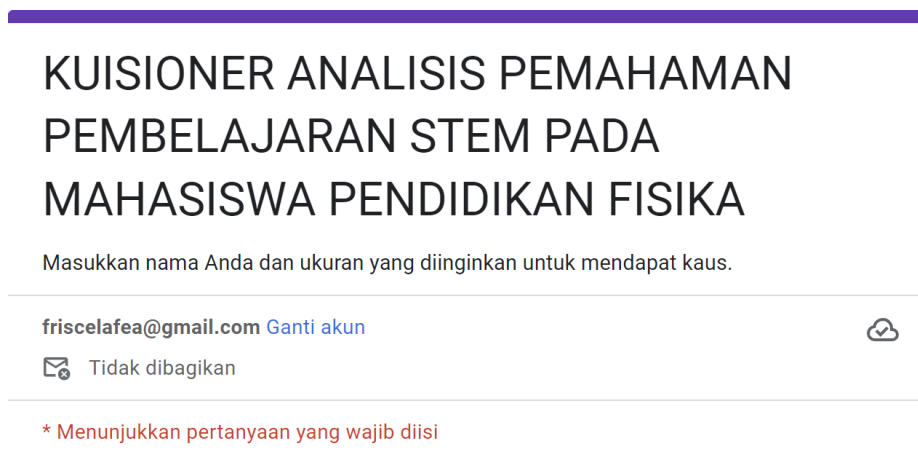 KUISIONER ANALISIS PEMAHAMAN
PEMBELAJARAN STEM PADA
MAHASISWA PENDIDIKAN FISIKA
Masukkan nama Anda dan ukuran yang diinginkan untuk mendapat kaus.
friscelafea@gmail.com Ganti akun
Tidak dibagikan
* Menunjukkan pertanyaan yang wajib diisi